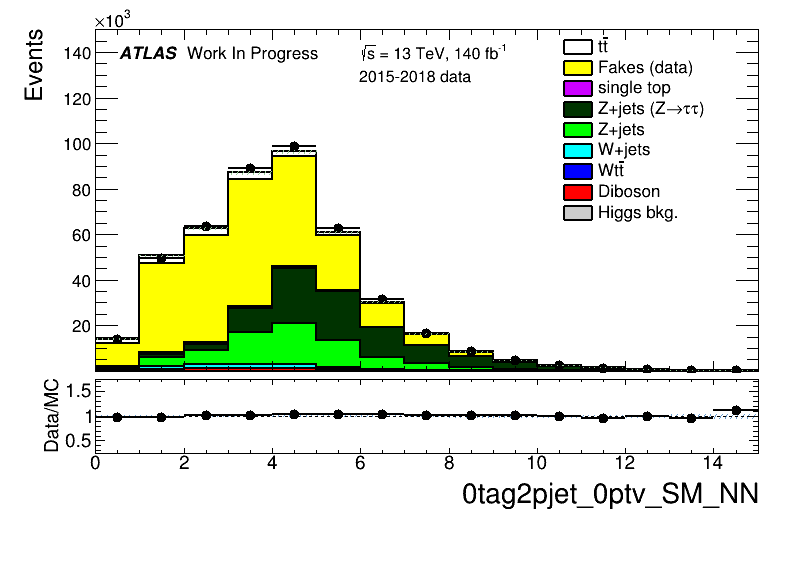 ×10³
Events
140
120
100
80
60
40
20
ATLAS Work In Progress
√s = 13 TeV, 140 fb⁻¹
2015-2018 data
tt̄
Fakes (data)
single top
Z+jets (Z→ττ)
Z+jets
W+jets
Wtt̄
Diboson
Higgs bkg.
Data/MC
1.5
1
0.5
0 2 4 6 8 10 12 14
0tag2pjet_0ptv_SM_NN